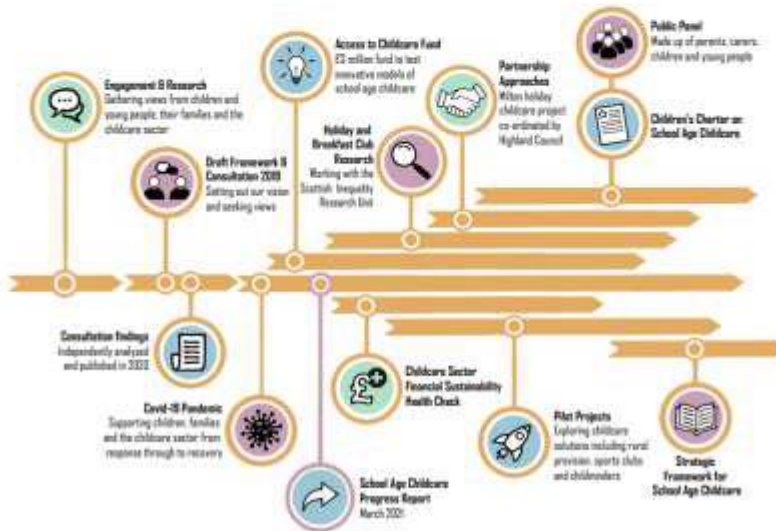 Engagement & Research
Gathering views from children and
young people, their families and the
childcare sector
Draft Framework &
Consultation 2019
Setting out our vision
and seeking views
Access to Childcare Fund
£3 million fund to test
innovative models of
school age childcare
Holiday and
Breakfast Club
Research
Working with the
Scottish Inequality
Research Unit
Partnership
Approaches
Milton holiday
childcare project
co-ordinated by
Highland Council
Public Panel
Made up of parents, carers,
children and young people
Children's Charter on
School Age Childcare
Consultation findings
Independently analysed
and published in 2020
Covid-19 Pandemic
Supporting children, families
and the childcare sector from
response through to recovery
School Age Childcare
Progress Report
March 2021
Childcare Sector
Financial Sustainability
Health Check
Pilot Projects
Exploring childcare
solutions including rural
provision, sports clubs
and childminders
Strategic
Framework for
School Age Childcare